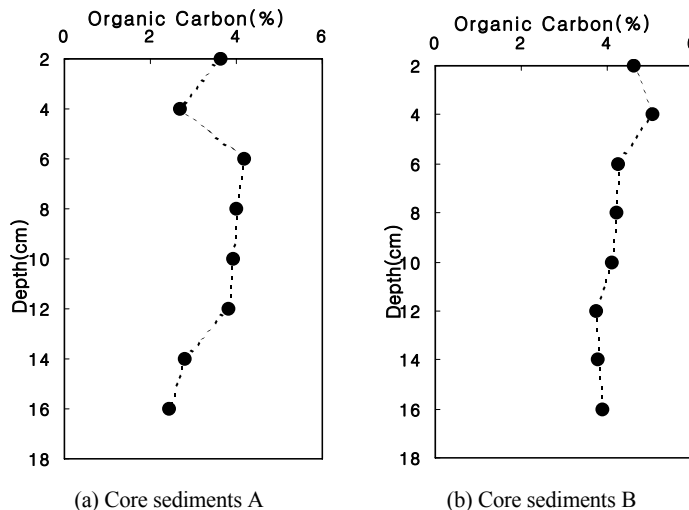 Organic Carbon(%)
0 2 4 6
2
4
6
8
10
12
14
16
18
Depth(cm)
(a) Core sediments A
Organic Carbon(%)
0 2 4 6
2
4
6
8
10
12
14
16
18
Depth(cm)
(b) Core sediments B